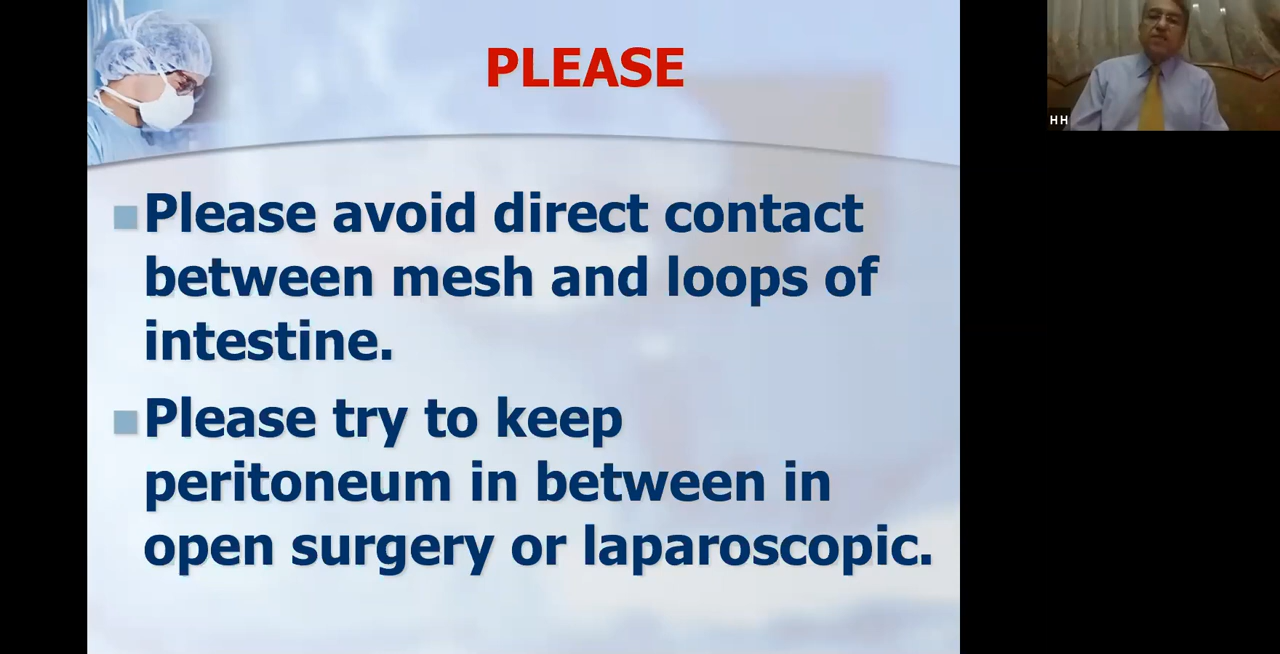 PLEASE
Please avoid direct contact
between mesh and loops of
intestine.
Please try to keep
peritoneum in between in
open surgery or laparoscopic.
HH